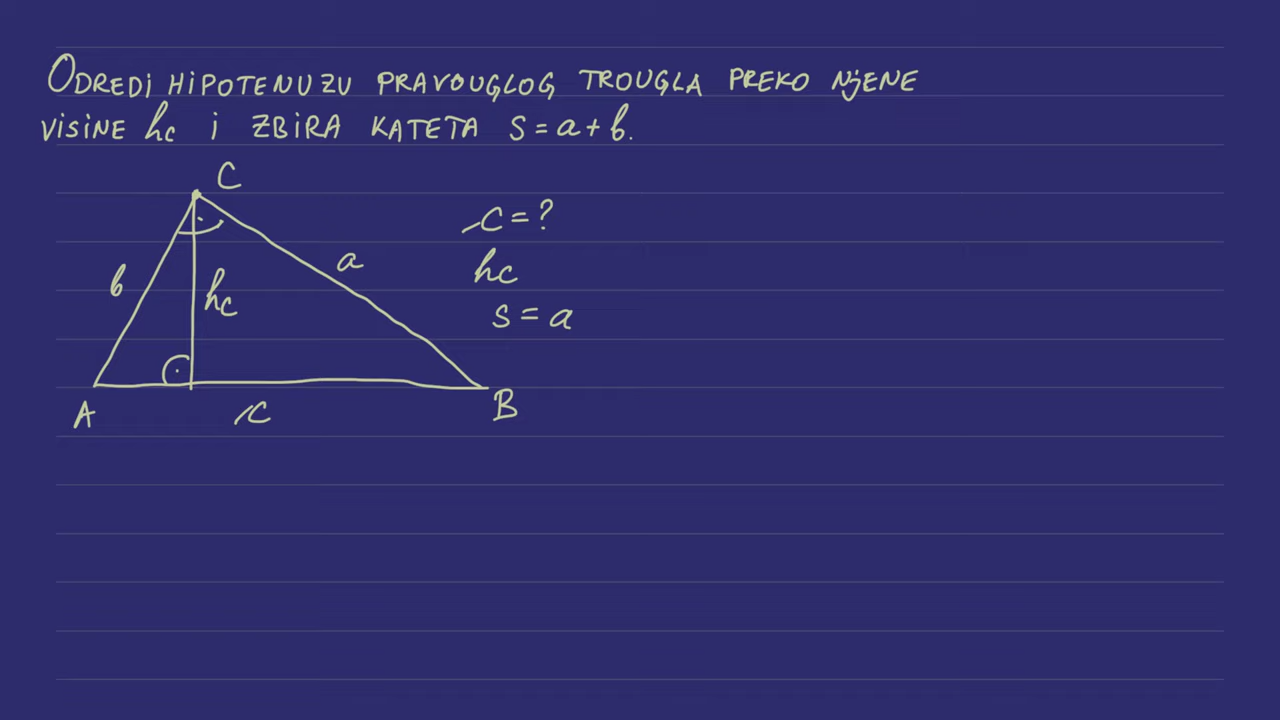 ODREDI HIPOTENUZU PRAVOUGLOG TROUGLA PREKO NJENE
VISINE hc i ZBIRA KATETA S = a + b.
C
c = ?
b
hc
a
hc
s = a
A
c
B